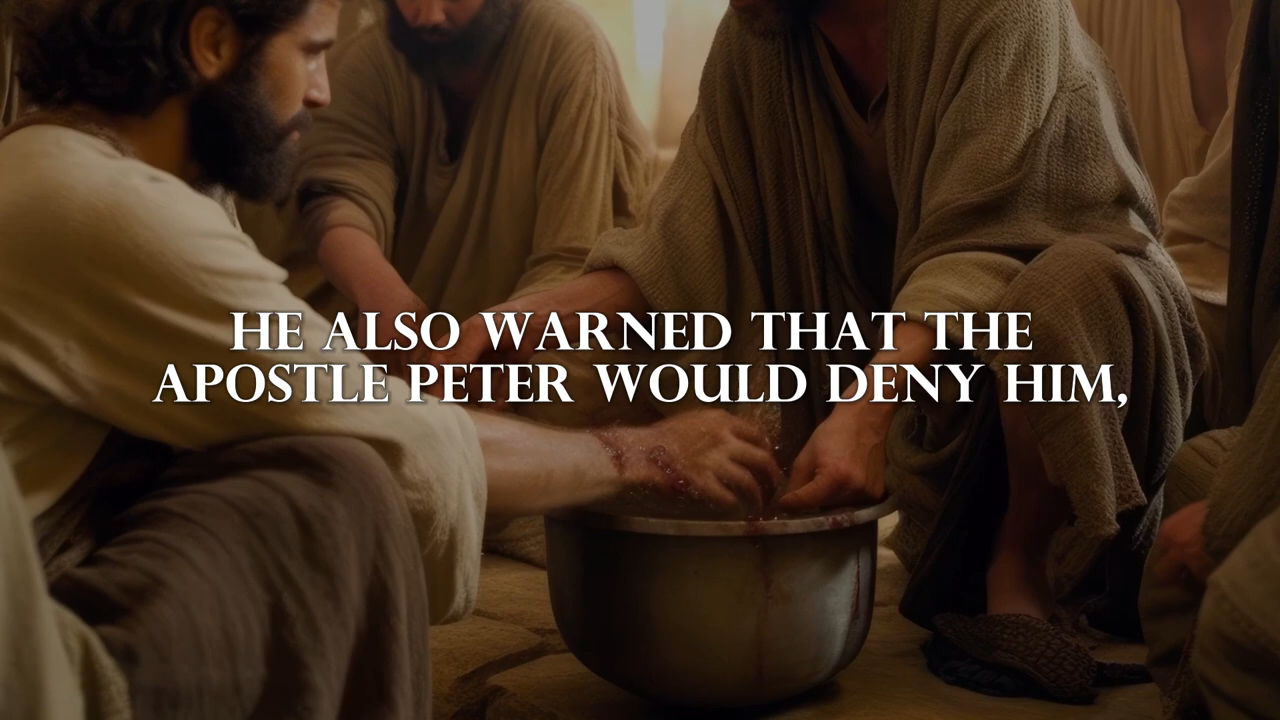 HE ALSO WARNED THAT THE
APOSTLE PETER WOULD DENY HIM,